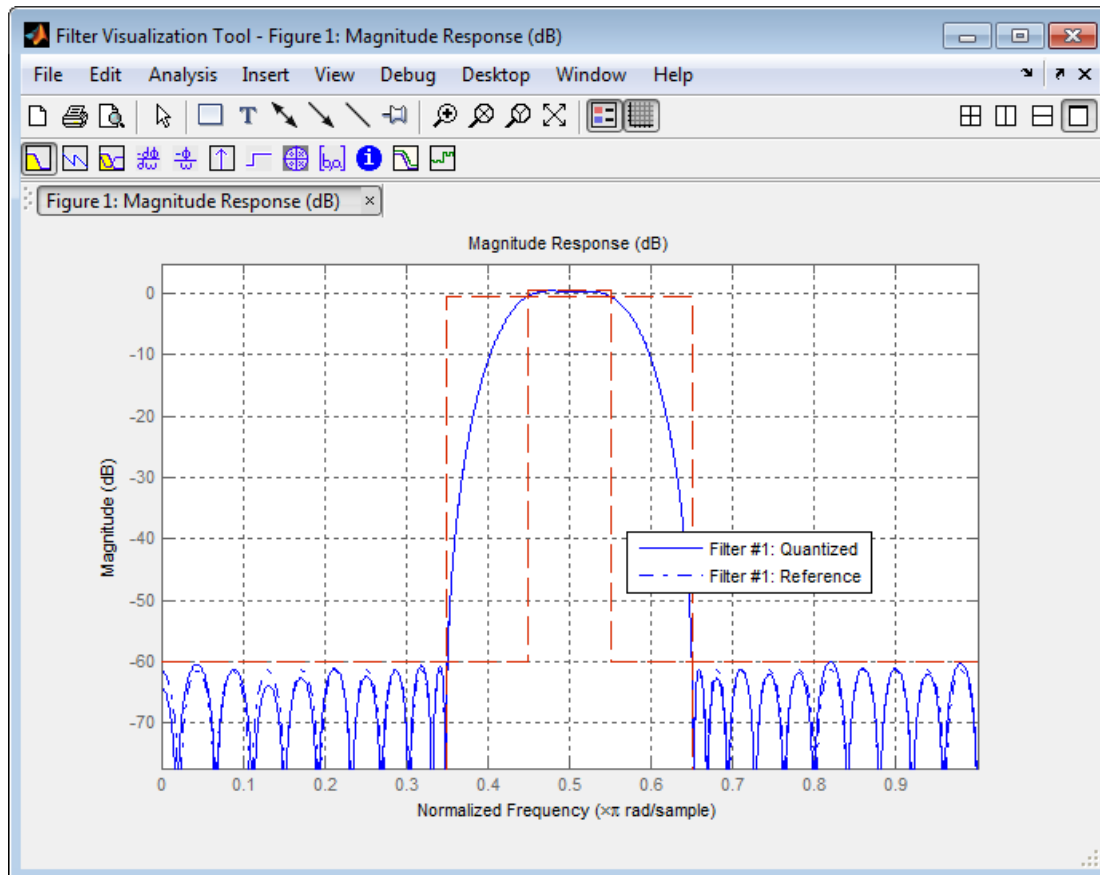 Filter Visualization Tool - Figure 1: Magnitude Response (dB)
File Edit Analysis Insert View Debug Desktop Window Help
Figure 1: Magnitude Response (dB)
Magnitude Response (dB)
0
-10
-20
-30
-40
-50
-60
-70
Magnitude (dB)
Filter #1: Quantized
Filter #1: Reference
0 0.1 0.2 0.3 0.4 0.5 0.6 0.7 0.8 0.9
Normalized Frequency (×π rad/sample)